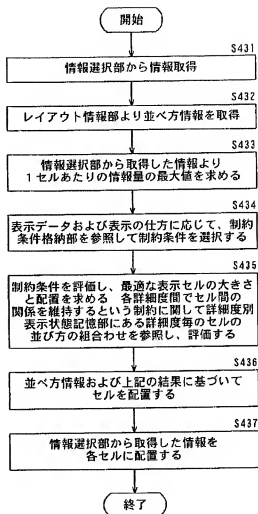 開始
S431
情報選択部から情報取得
S432
レイアウト情報部より並べ方情報を取得
S433
情報選択部から取得した情報より
1セルあたりの情報量の最大値を求める
S434
表示データおよび表示の仕方に応じて、制約
条件格納部を参照して制約条件を選択する
S435
制約条件を評価し、最適な表示セルの大きさ
と配置を求める 各詳細度間でセル間の
関係を維持するという制約に関して詳細度別
表示状態記憶部にある詳細度毎のセルの
並び方の組合わせを参照し、評価する
S436
並べ方情報および上記の結果に基づいて
セルを配置する
S437
情報選択部から取得した情報を
各セルに配置する
終了